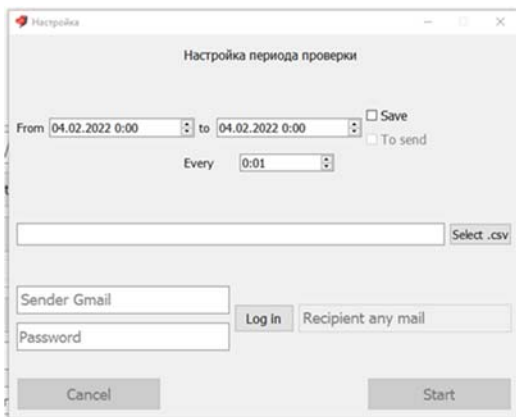 Настройка
Настройка периода проверки
Save
From 04.02.2022 0:00 to 04.02.2022 0:00
To send
Every 0:01
Select .csv
Sender Gmail
Log in Recipient any mail
Password
Cancel Start